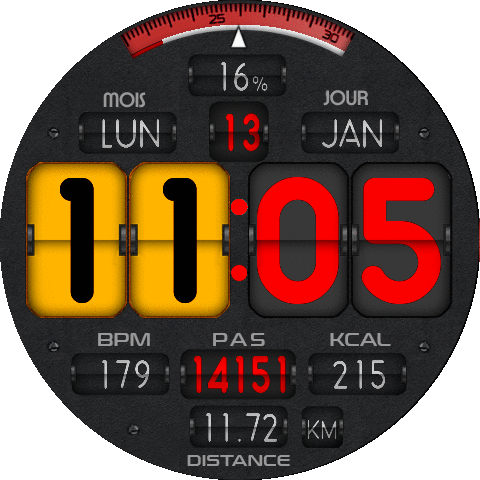 25 30
16%
MOIS JOUR
LUN 13 JAN
11:05
BPM PAS KCAL
179 14151 215
11.72 KM
DISTANCE